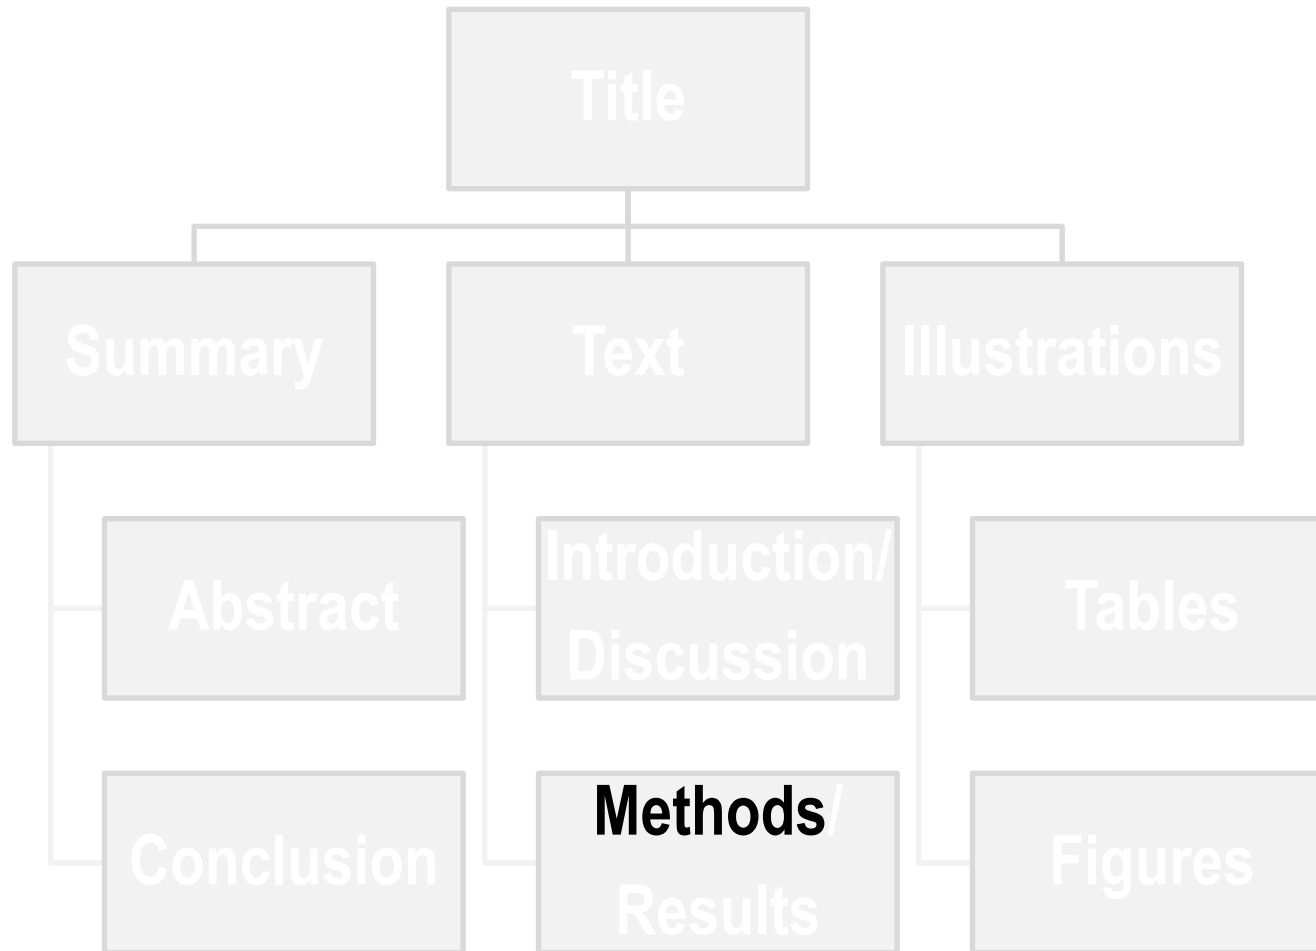 Title
Summary
Text
Illustrations
Abstract
Introduction/
Discussion
Tables
Conclusion
Methods/
Results
Figures